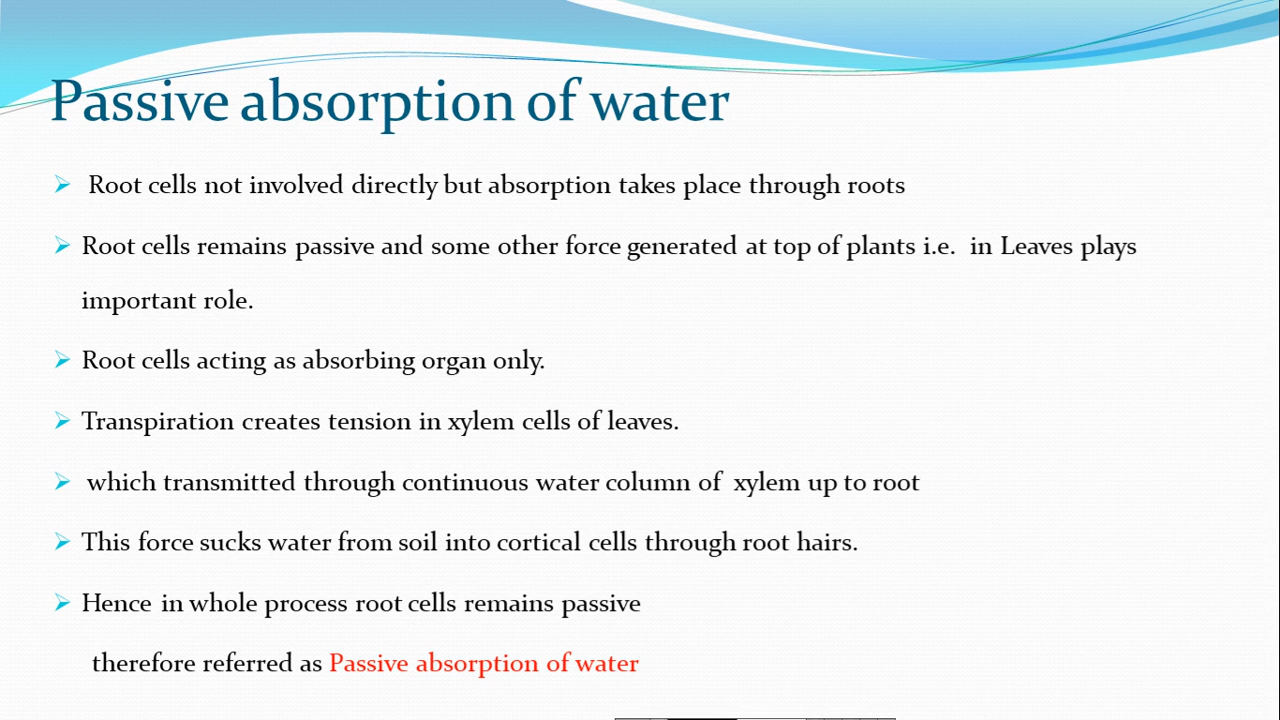 Passive absorption of water
Root cells not involved directly but absorption takes place through roots
Root cells remains passive and some other force generated at top of plants i.e. in Leaves plays
important role.
Root cells acting as absorbing organ only.
Transpiration creates tension in xylem cells of leaves.
which transmitted through continuous water column of xylem up to root
This force sucks water from soil into cortical cells through root hairs.
Hence in whole process root cells remains passive
therefore referred as Passive absorption of water